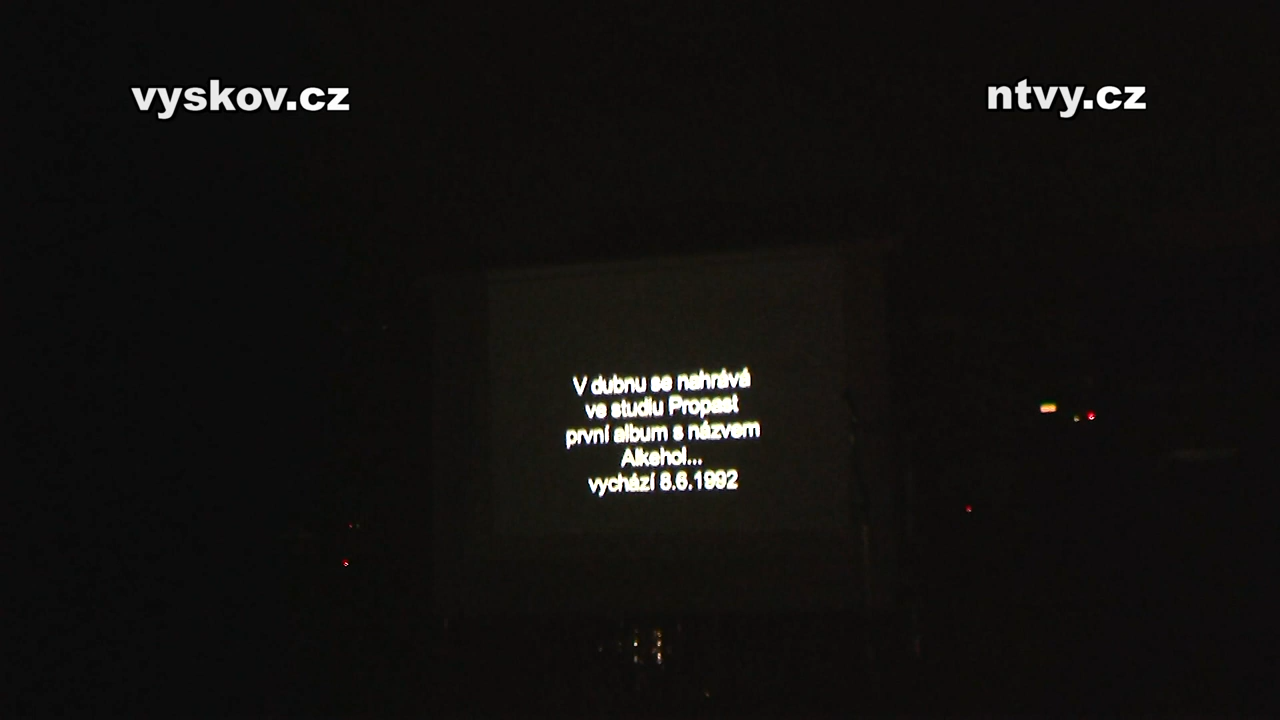 vyskov.cz
ntvy.cz
V dubnu se nahrává
ve studiu Propast
první album s názvem
Alkehol...
vychází 8.6.1992